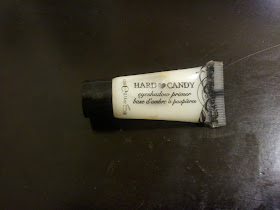 HARD CANDY
eyeshadow primer
base d'ombre à paupières